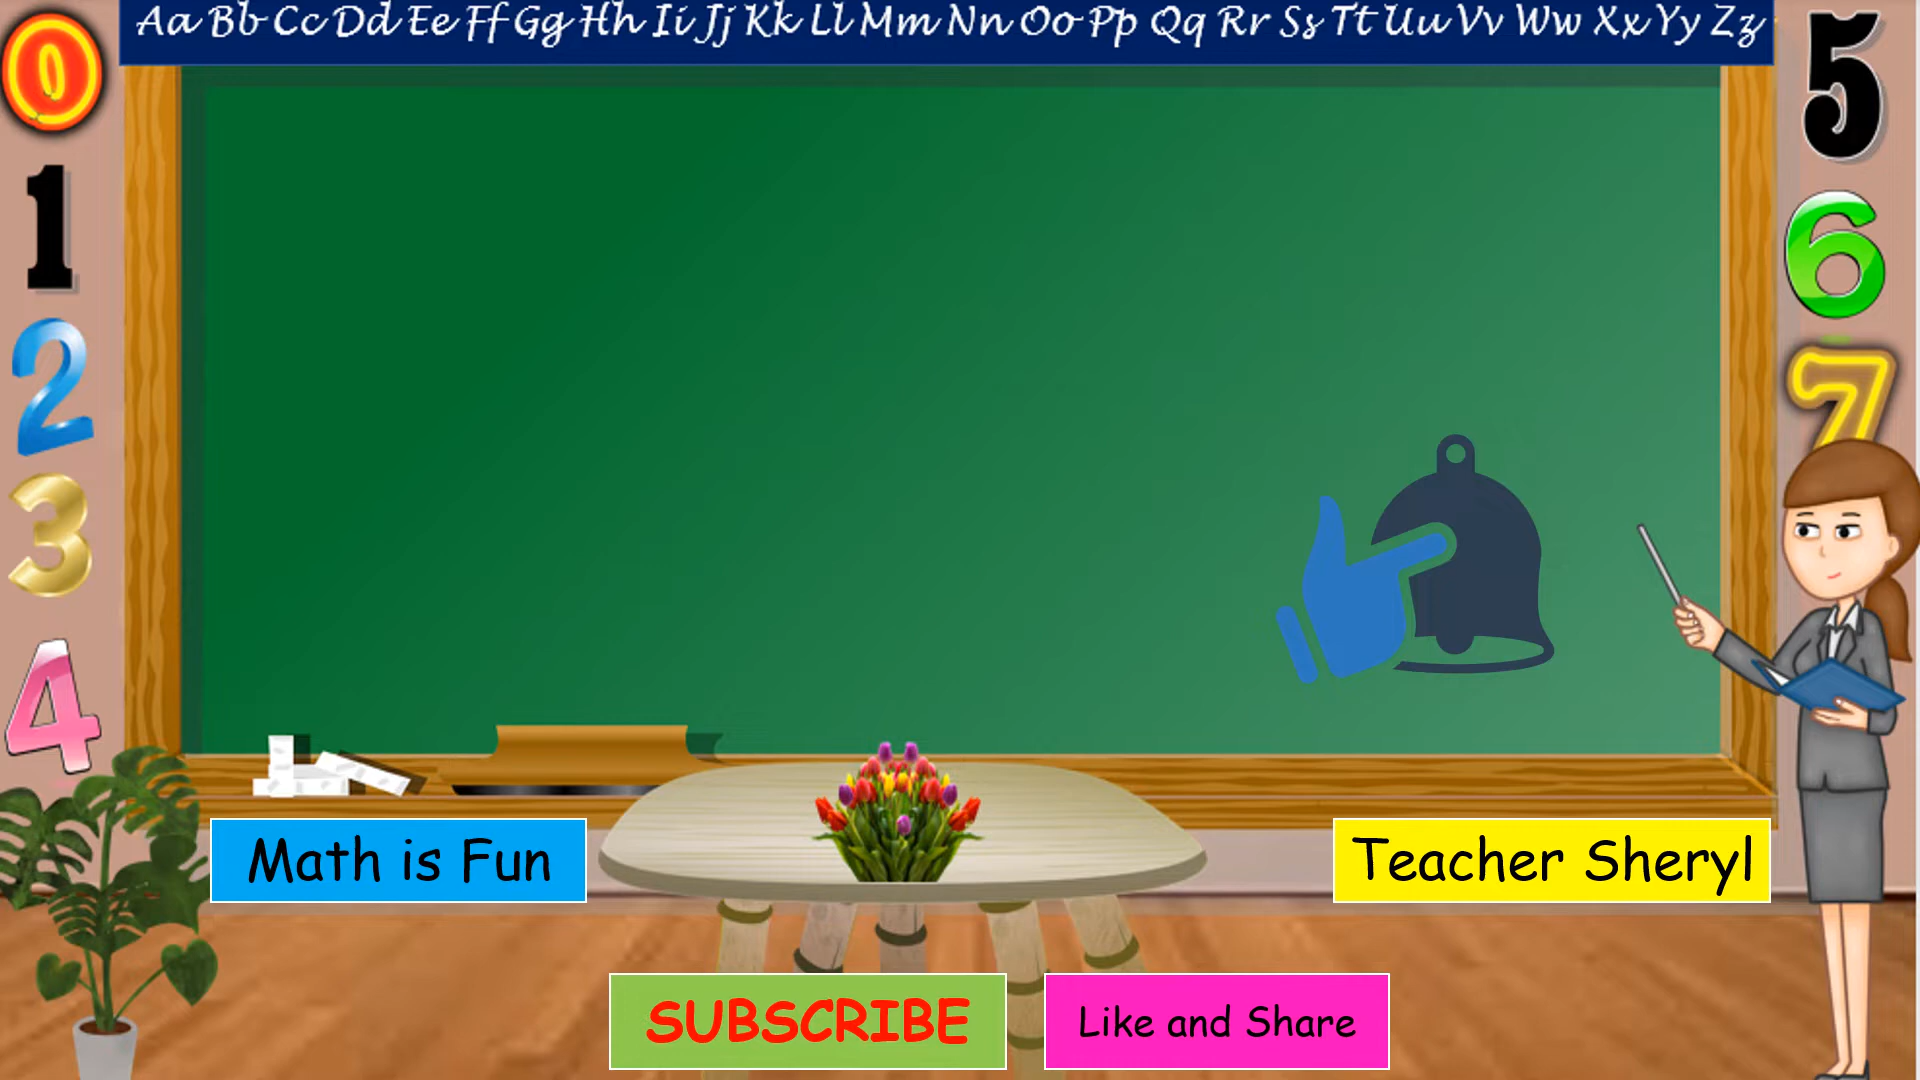 Aa Bb Cc Dd Ee Ff Gg Hh Ii Jj Kk Ll Mm Nn Oo Pp Qq Rr Ss Tt Uu Vv Ww Xx Yy Zz
0
1
2
3
4
5
6
7
Math is Fun
Teacher Sheryl
SUBSCRIBE
Like and Share